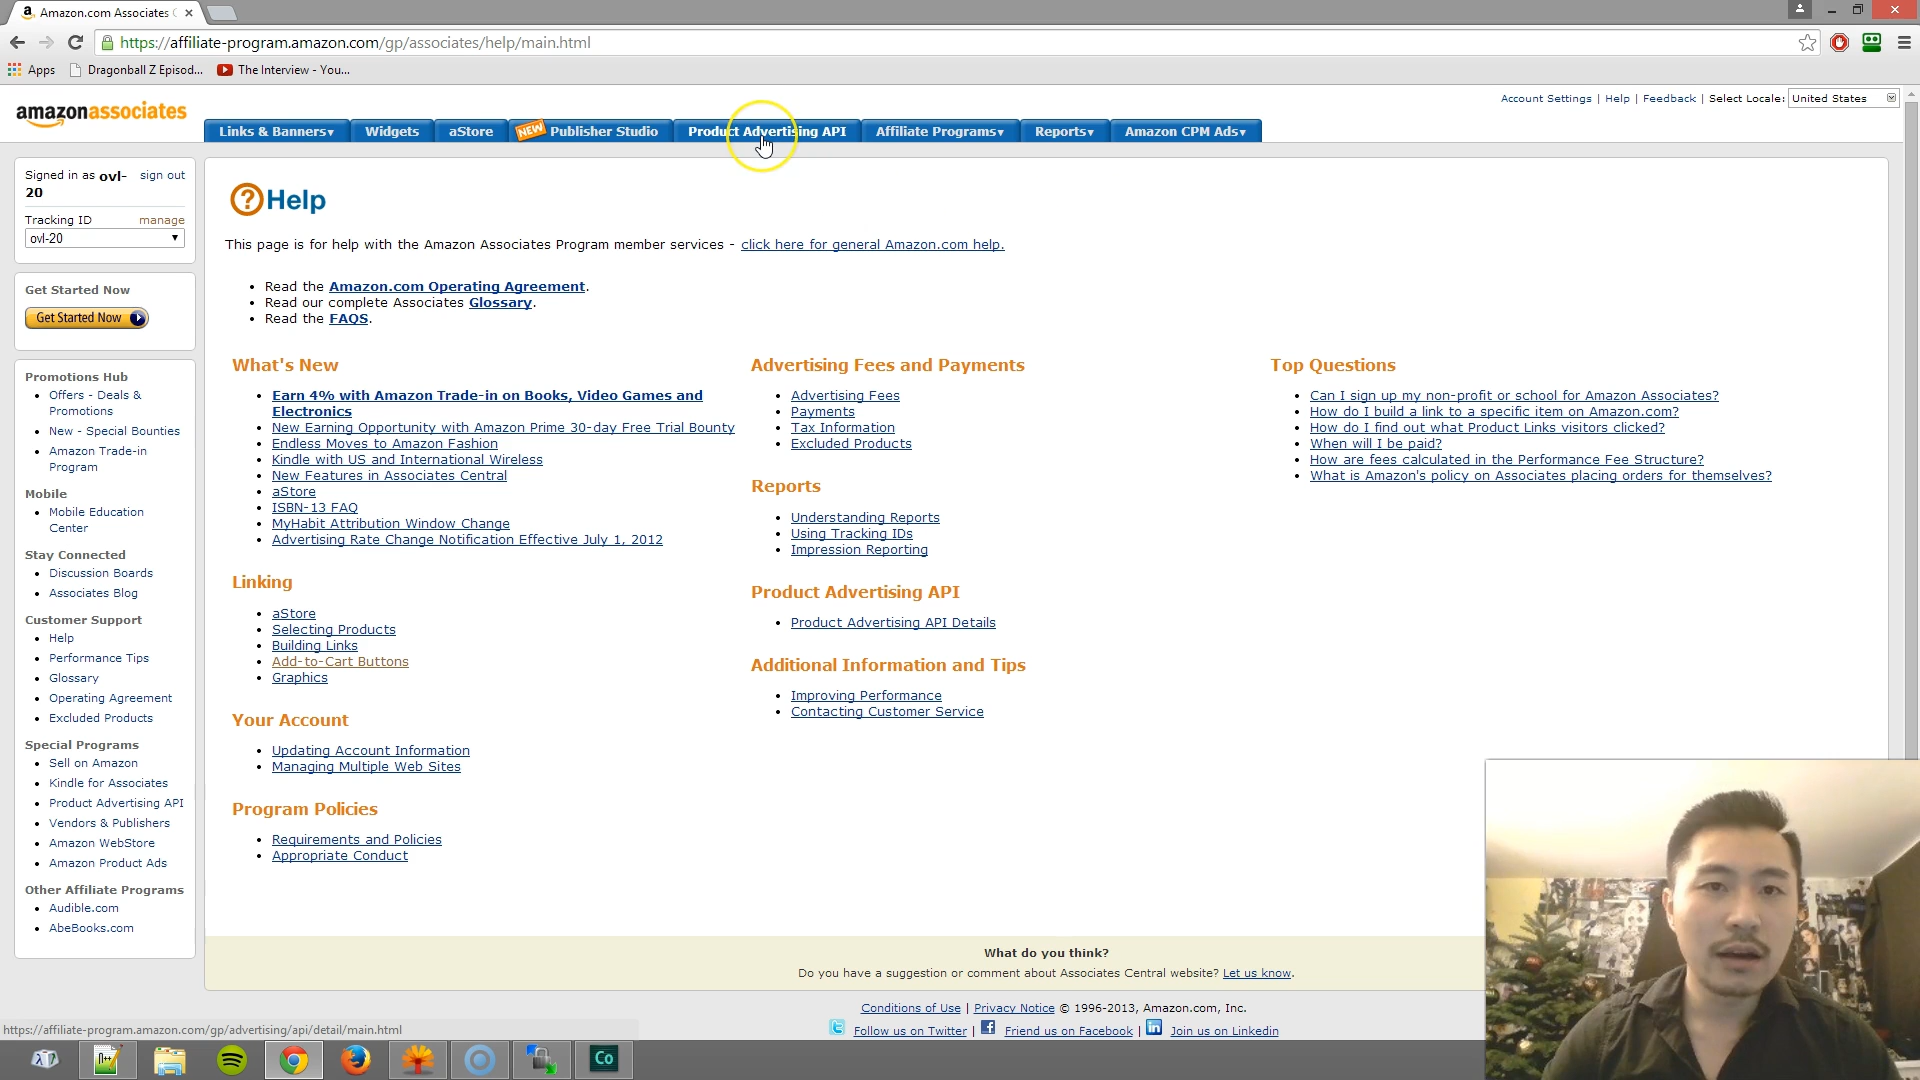 Amazon.com Associates C
https://affiliate-program.amazon.com/gp/associates/help/main.html
Apps
Dragonball Z Episod...
The Interview - You...
amazonassociates
Account Settings | Help | Feedback | Select Locale: United States
Links & Banners
Widgets
aStore
NEW Publisher Studio
Product Advertising API
Affiliate Programs
Reports
Amazon CPM Ads
Signed in as ovl-20
sign out
Tracking ID
manage
ovl-20
Get Started Now
Get Started Now
Promotions Hub
Offers - Deals &
Promotions
New - Special Bounties
Amazon Trade-in
Program
Mobile
Mobile Education
Center
Stay Connected
Discussion Boards
Associates Blog
Customer Support
Help
Performance Tips
Glossary
Operating Agreement
Excluded Products
Special Programs
Sell on Amazon
Kindle for Associates
Product Advertising API
Vendors & Publishers
Amazon WebStore
Amazon Product Ads
Other Affiliate Programs
Audible.com
AbeBooks.com
? Help
This page is for help with the Amazon Associates Program member services - click here for general Amazon.com help.
Read the Amazon.com Operating Agreement.
Read our complete Associates Glossary.
Read the FAQS.
What's New
Earn 4% with Amazon Trade-in on Books, Video Games and
Electronics
New Earning Opportunity with Amazon Prime 30-day Free Trial Bounty
Endless Moves to Amazon Fashion
Kindle with US and International Wireless
New Features in Associates Central
aStore
ISBN-13 FAQ
MyHabit Attribution Window Change
Advertising Rate Change Notification Effective July 1, 2012
Linking
aStore
Selecting Products
Building Links
Add-to-Cart Buttons
Graphics
Your Account
Updating Account Information
Managing Multiple Web Sites
Program Policies
Requirements and Policies
Appropriate Conduct
Advertising Fees and Payments
Advertising Fees
Payments
Tax Information
Excluded Products
Reports
Understanding Reports
Using Tracking IDs
Impression Reporting
Product Advertising API
Product Advertising API Details
Additional Information and Tips
Improving Performance
Contacting Customer Service
Top Questions
Can I sign up my non-profit or school for Amazon Associates?
How do I build a link to a specific item on Amazon.com?
How do I find out what Product Links visitors clicked?
When will I be paid?
How are fees calculated in the Performance Fee Structure?
What is Amazon's policy on Associates placing orders for themselves?
What do you think?
Do you have a suggestion or comment about Associates Central website? Let us know.
Conditions of Use | Privacy Notice © 1996-2013, Amazon.com, Inc.
Follow us on Twitter | Friend us on Facebook | Join us on Linkedin
https://affiliate-program.amazon.com/gp/advertising/api/detail/main.html
Co